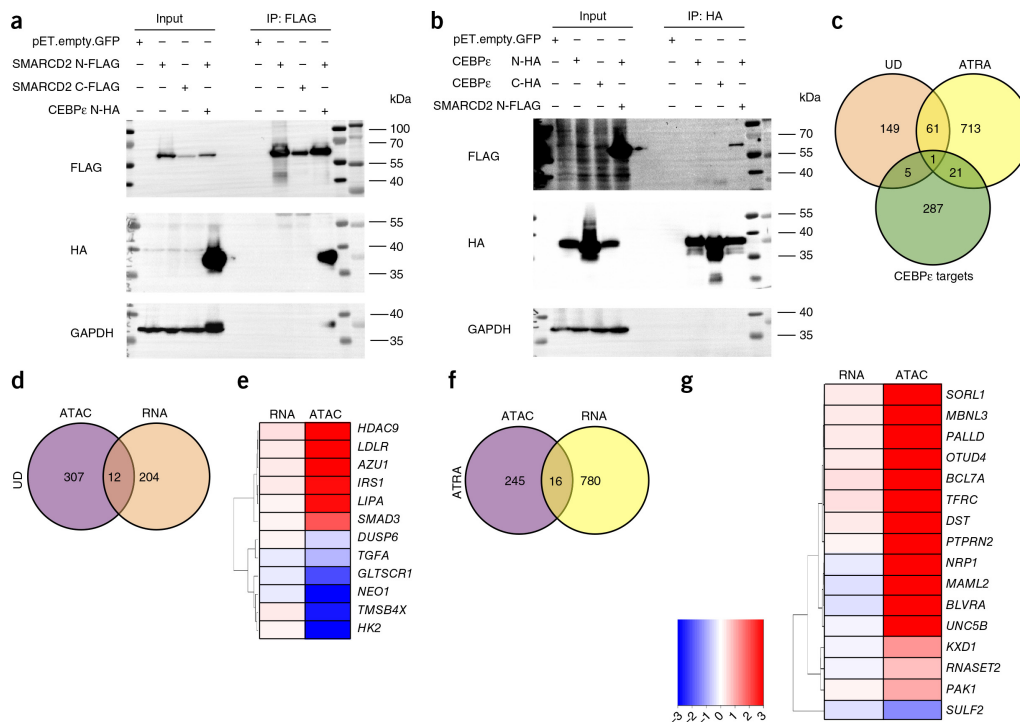 a
Input IP: FLAG
pET.empty.GFP + +
SMARCD2 N-FLAG – + – + – + – +
SMARCD2 C-FLAG – – + – – – + –
CEBPε N-HA – – – + – – – +
kDa
FLAG
100
70
55
40
HA
55
40
35
GAPDH
40
35
b
Input IP: HA
pET.empty.GFP + +
CEBPε N-HA – + – + – + – +
CEBPε C-HA – – + – – – + –
SMARCD2 N-FLAG – – – + – – – +
kDa
FLAG
70
55
40
HA
55
40
35
GAPDH
40
35
c
UD ATRA
149 61 713
1
5 21
287
CEBPε targets
d
ATAC RNA
UD
307 12 204
e
RNA ATAC
HDAC9
LDLR
AZU1
IRS1
LIPA
SMAD3
DUSP6
TGFA
GLTSCR1
NEO1
TMSB4X
HK2
f
ATAC RNA
ATRA
245 16 780
-3 -2 -1 0 1 2 3
g
RNA ATAC
SORL1
MBNL3
PALLD
OTUD4
BCL7A
TFRC
DST
PTPRN2
NRP1
MAML2
BLVRA
UNC5B
KXD1
RNASET2
PAK1
SULF2